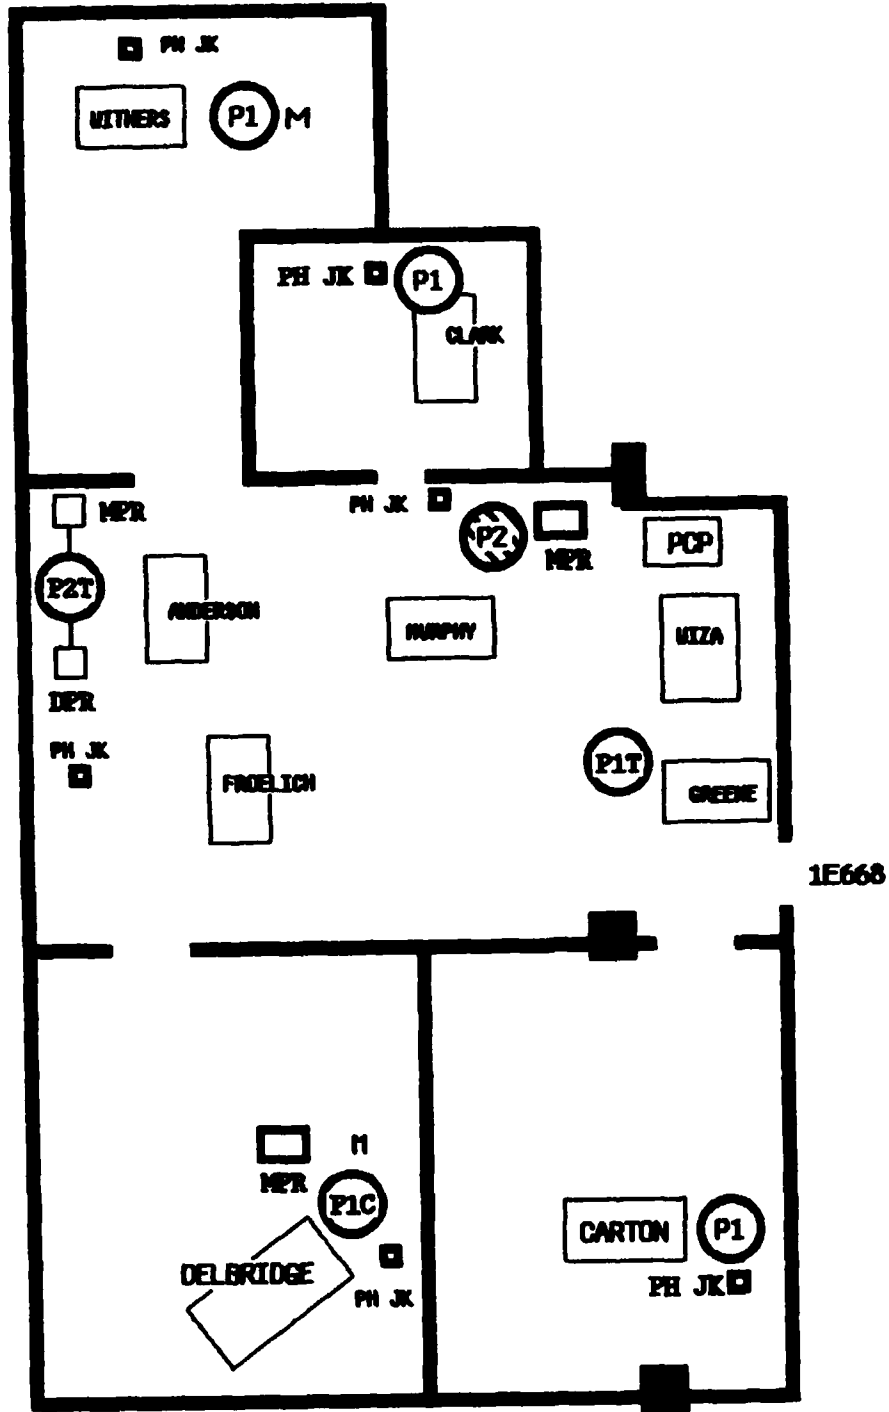 PH JK
WITHERS P1 M
PH JK P1
CLARK
PH JK
MPR P2 PCP
MPR
P2T
ANDERSON MURPHY WIZA
DPR
PH JK
P1T
FROELICH GREENE
1E668
M
MPR
P1C
CARTON P1
DELBRIDGE
PH JK
PH JK